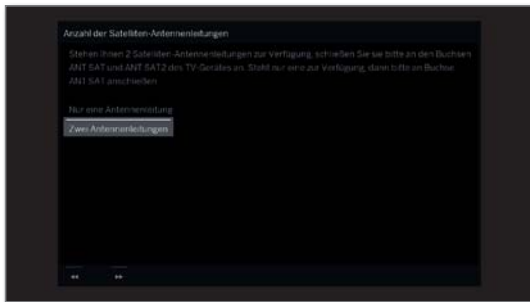 Anzahl der Satelliten-Antennenleitungen
Stehen Ihnen 2 Satelliten-Antennenleitungen zur Verfügung, schließen Sie sie bitte an den Buchsen
ANT SAT und ANT SAT2 des TV-Gerätes an. Steht nur eine zur Verfügung, dann bitte an Buchse
ANT SAT anschließen
Nur eine Antennenleitung
Zwei Antennenleitungen